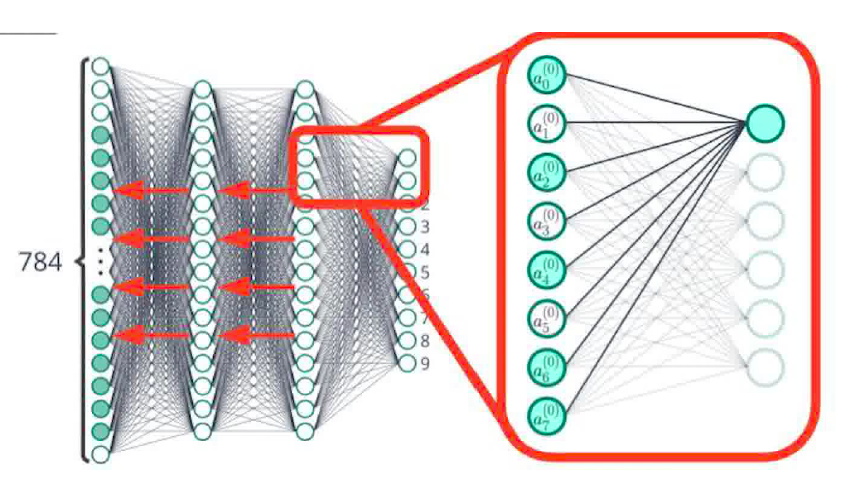 784
2
3
4
5
6
7
8
9
a_0^{(0)}
a_1^{(0)}
a_2^{(0)}
a_3^{(0)}
a_4^{(0)}
a_5^{(0)}
a_6^{(0)}
a_7^{(0)}